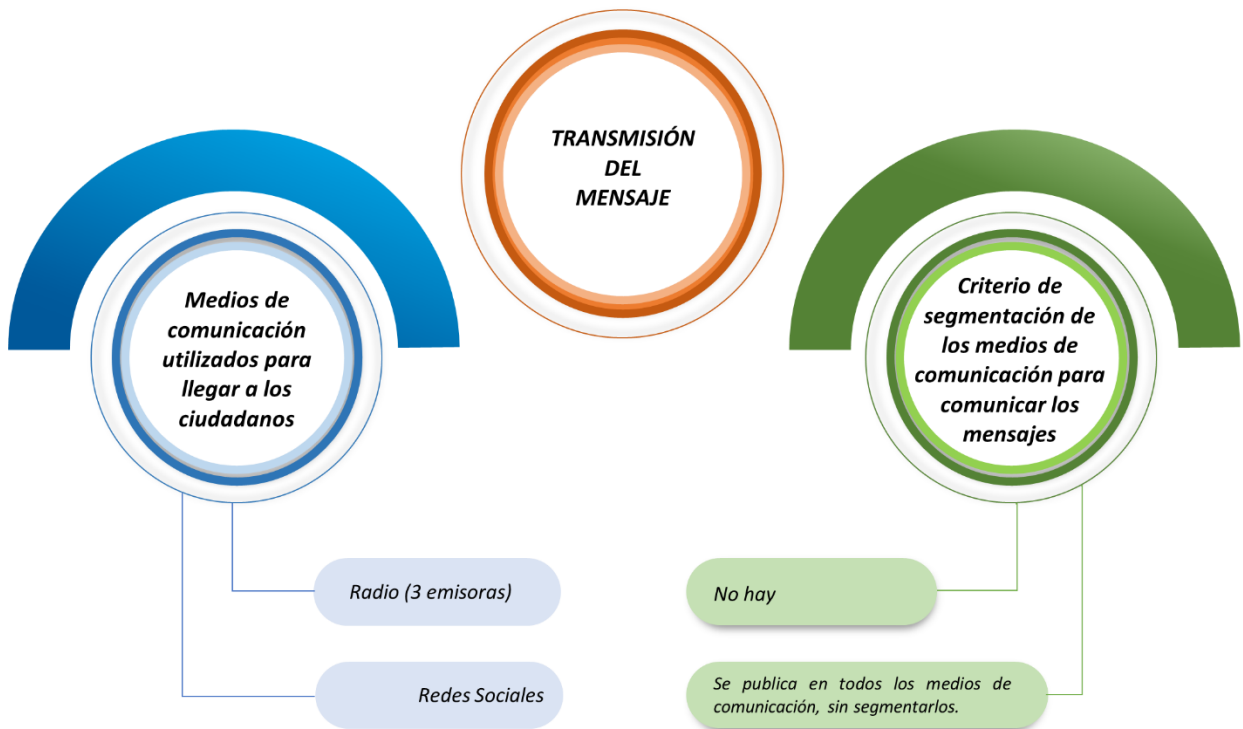 TRANSMISIÓN
DEL
MENSAJE
Medios de
comunicación
utilizados para
llegar a los
ciudadanos
Radio (3 emisoras)
Redes Sociales
Criterio de
segmentación de
los medios de
comunicación para
comunicar los
mensajes
No hay
Se publica en todos los medios de
comunicación, sin segmentarlos.